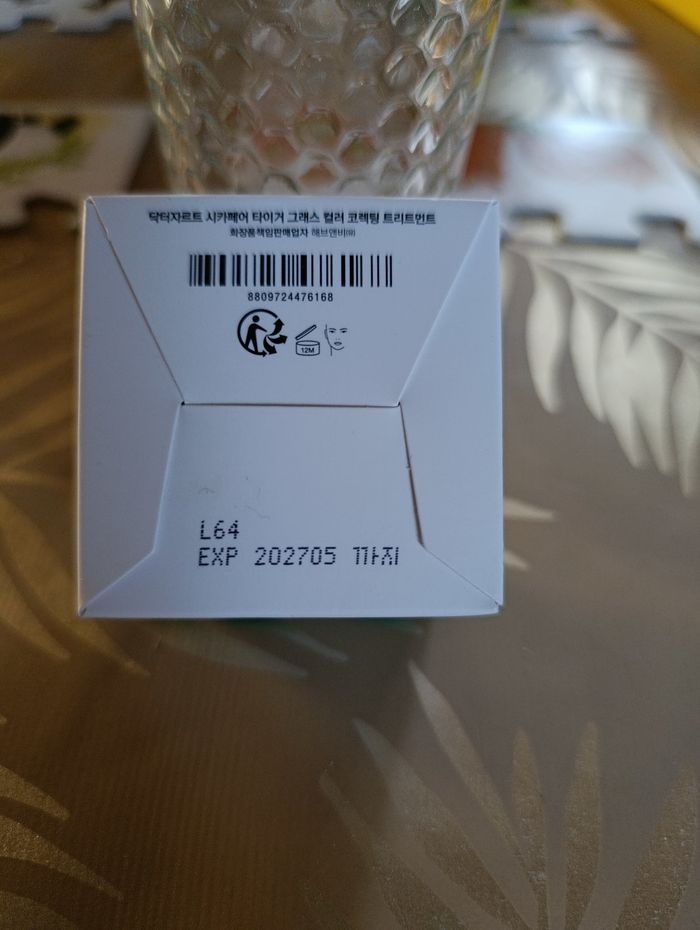 닥터자르트 시카페어 타이거 그래스 컬러 코렉팅 트리트먼트
화장품책임판매업자 해브앤비㈜
8809724476168
12M
L64
EXP 202705 까지